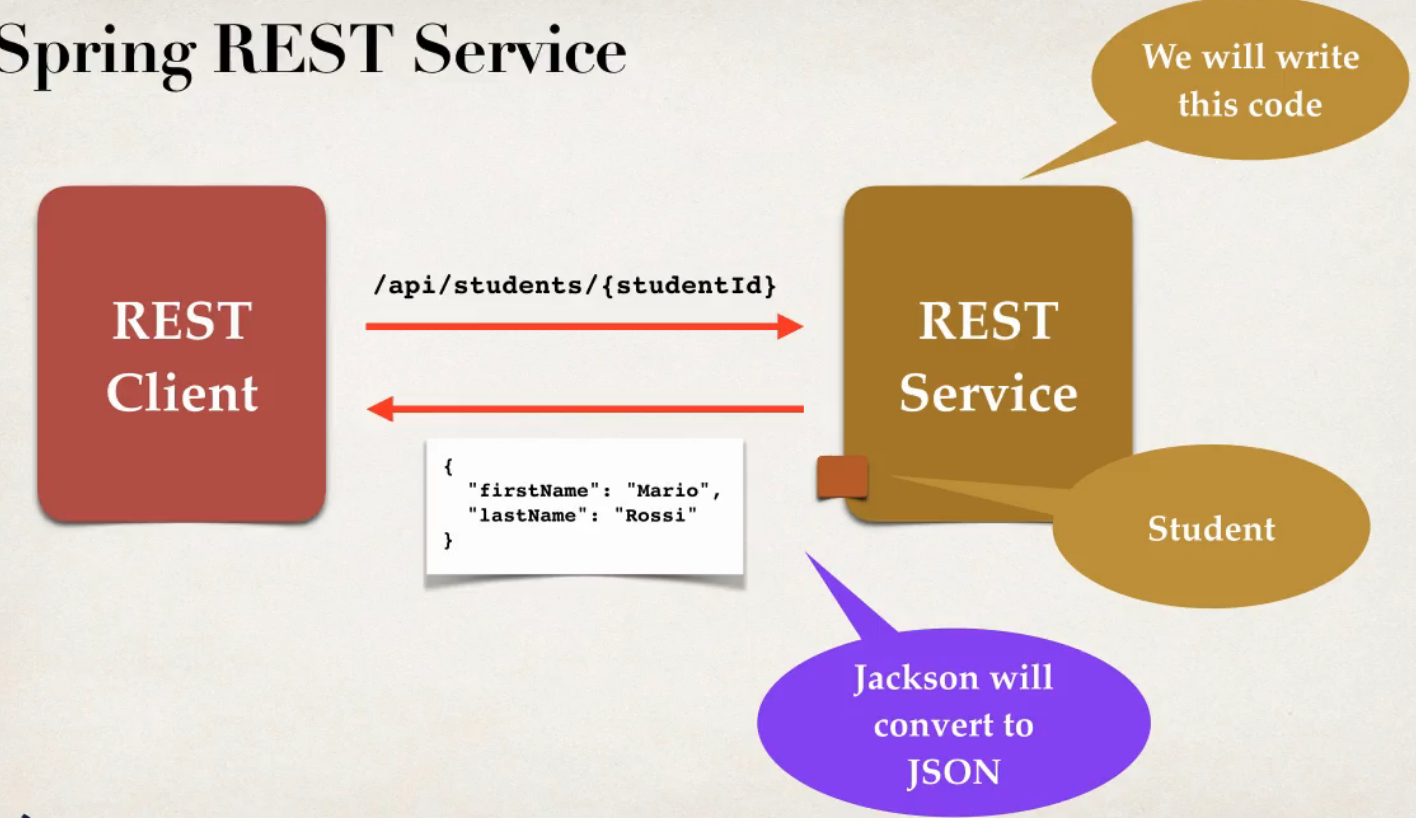 Spring REST Service
We will write
this code
/api/students/{studentId}
REST
Client
REST
Service
{
"firstName": "Mario",
"lastName": "Rossi"
}
Student
Jackson will
convert to
JSON